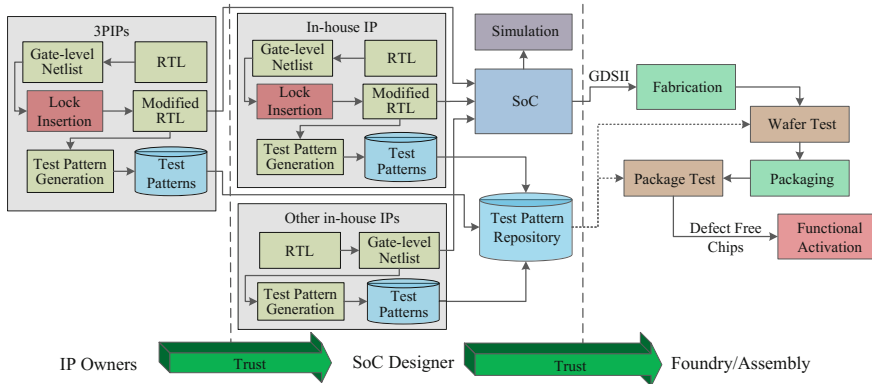 3PIPs
Gate-level
Netlist
RTL
Lock
Insertion
Modified
RTL
Test Pattern
Generation
Test
Patterns
In-house IP
Gate-level
Netlist
RTL
Lock
Insertion
Modified
RTL
Test Pattern
Generation
Test
Patterns
Other in-house IPs
RTL
Gate-level
Netlist
Test Pattern
Generation
Test
Patterns
Simulation
SoC
Test Pattern
Repository
GDSII
Fabrication
Wafer Test
Package Test
Packaging
Defect Free
Chips
Functional
Activation
IP Owners
Trust
SoC Designer
Trust
Foundry/Assembly